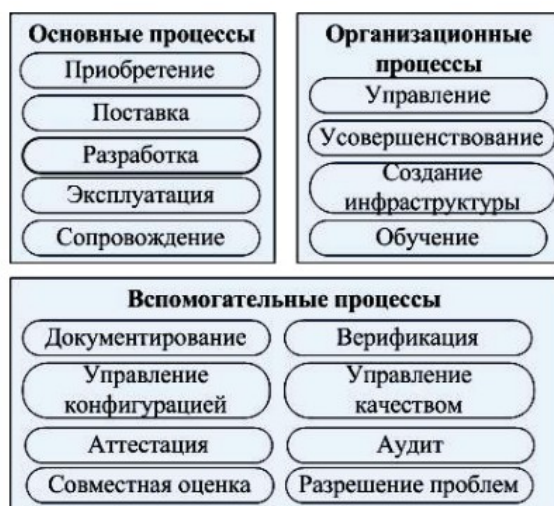 Основные процессы
Приобретение
Поставка
Разработка
Эксплуатация
Сопровождение
Организационные
процессы
Управление
Усовершенствование
Создание
инфраструктуры
Обучение
Вспомогательные процессы
Документирование
Верификация
Управление
конфигурацией
Управление
качеством
Аттестация
Аудит
Совместная оценка
Разрешение проблем